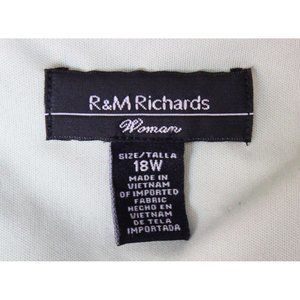 R&M Richards
Woman
SIZE/TALLA
18W
MADE IN
VIETNAM
OF IMPORTED
FABRIC
HECHO EN
VIETNAM
DE TELA
IMPORTADA